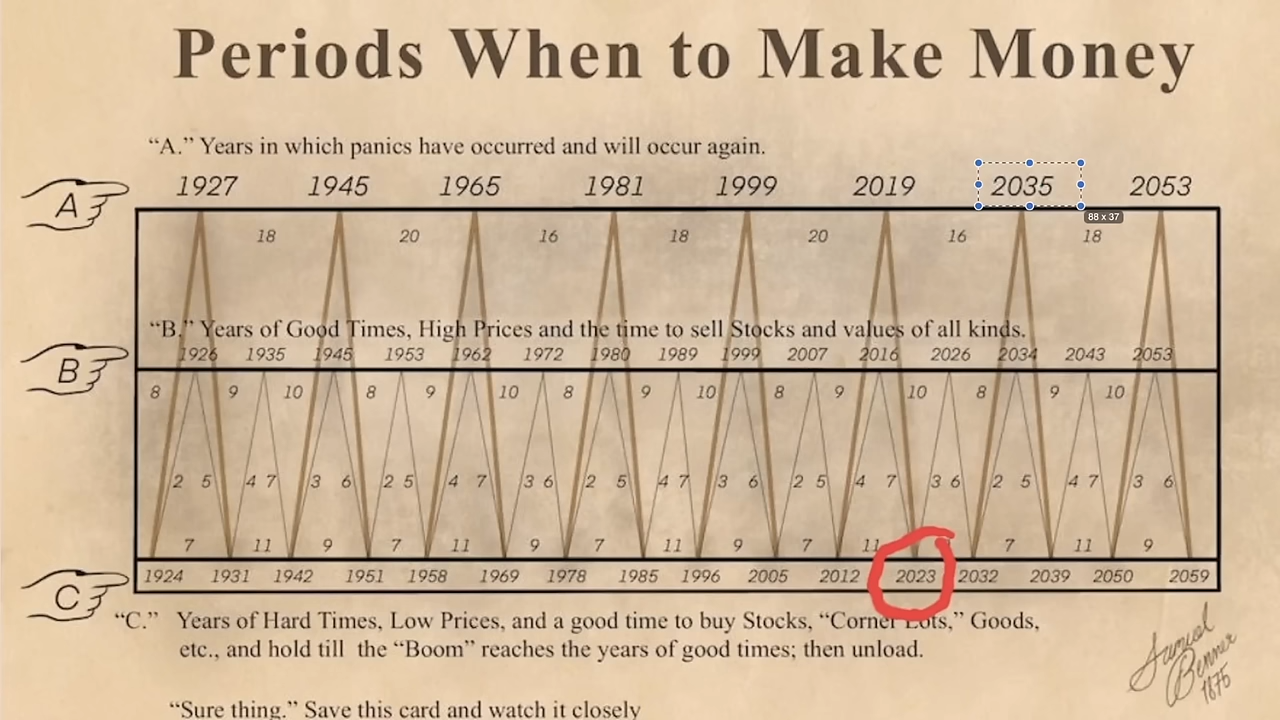 Periods When to Make Money
“A.” Years in which panics have occurred and will occur again.
A
1927 1945 1965 1981 1999 2019 2035 2053
88 x 37
18 20 16 18 20 16 18
“B.” Years of Good Times, High Prices and the time to sell Stocks and values of all kinds.
B
1926 1935 1945 1953 1962 1972 1980 1989 1999 2007 2016 2026 2034 2043 2053
8 9 10 8 9 10 8 9 10 8 9 10 8 9 10
2 5 4 7 3 6 2 5 4 7 3 6 2 5 4 7 3 6 2 5 4 7 3 6 2 5 4 7 3 6
7 11 9 7 11 9 7 11 9 7 11 7 11 9
C
1924 1931 1942 1951 1958 1969 1978 1985 1996 2005 2012 2023 2032 2039 2050 2059
“C.” Years of Hard Times, Low Prices, and a good time to buy Stocks, “Corner Lots,” Goods,
etc., and hold till the “Boom” reaches the years of good times; then unload.
Samuel
Benner
1875
“Sure thing.” Save this card and watch it closely